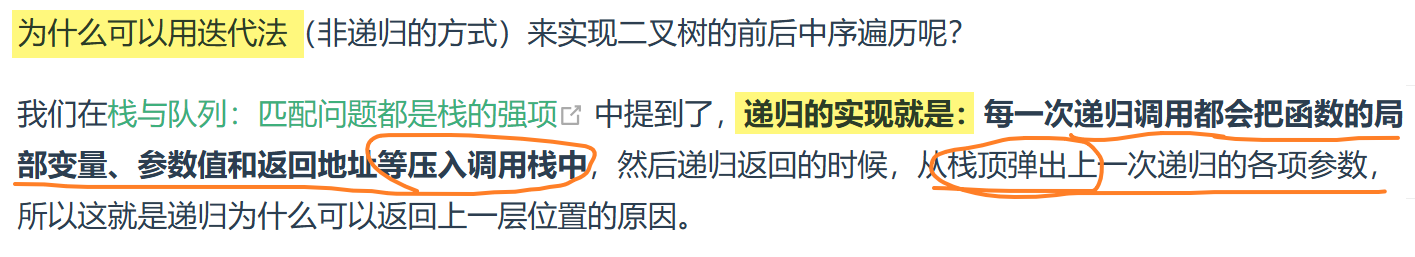 为什么可以用迭代法（非递归的方式）来实现二叉树的前后中序遍历呢？
我们在栈与队列：匹配问题都是栈的强项 中提到了，递归的实现就是：每一次递归调用都会把函数的局
部变量、参数值和返回地址等压入调用栈中，然后递归返回的时候，从栈顶弹出上一次递归的各项参数，
所以这就是递归为什么可以返回上一层位置的原因。